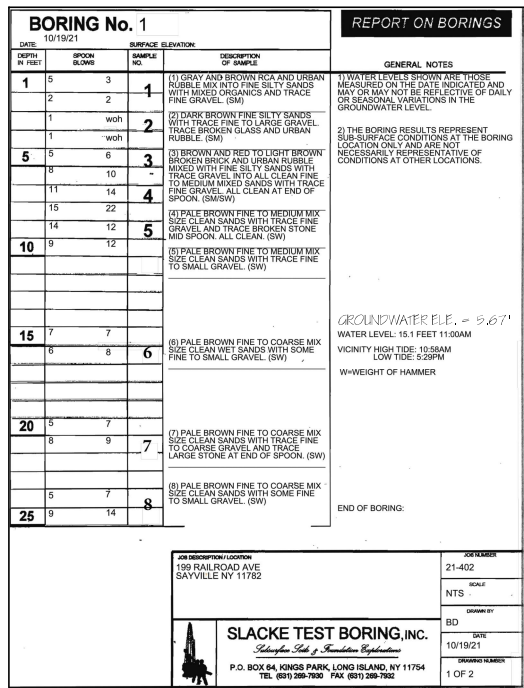 BORING No. 1
REPORT ON BORINGS
DATE: 10/19/21
SURFACE ELEVATION:
DEPTH IN FEET
SPOON BLOWS
SAMPLE NO.
DESCRIPTION OF SAMPLE
GENERAL NOTES
1
5 3
2 2
1
(1) GRAY AND BROWN RCA AND URBAN
RUBBLE MIX INTO FINE SILTY SANDS
WITH MIXED ORGANICS AND TRACE
FINE GRAVEL. (SM)
1 woh
1 woh
2
(2) DARK BROWN FINE SILTY SANDS
WITH TRACE FINE TO LARGE GRAVEL.
TRACE BROKEN GLASS AND URBAN
RUBBLE. (SM)
5
5 6
8 10
3
(3) BROWN AND RED TO LIGHT BROWN
BROKEN BRICK AND URBAN RUBBLE
MIXED WITH FINE SILTY SANDS WITH
TRACE GRAVEL INTO ALL CLEAN FINE
TO MEDIUM MIXED SANDS WITH TRACE
FINE GRAVEL. ALL CLEAN AT END OF
SPOON. (SM/SW)
11 14
15 22
4
(4) PALE BROWN FINE TO MEDIUM MIX
SIZE CLEAN SANDS WITH TRACE FINE
GRAVEL AND TRACE BROKEN STONE
MID SPOON. ALL CLEAN. (SW)
14 12
10
9 12
5
(5) PALE BROWN FINE TO MEDIUM MIX
SIZE CLEAN SANDS WITH TRACE FINE
TO SMALL GRAVEL. (SW)
15
7 7
6 8
6
(6) PALE BROWN FINE TO COARSE MIX
SIZE CLEAN WET SANDS WITH SOME
FINE TO SMALL GRAVEL. (SW)
20
5 7
8 9
7
(7) PALE BROWN FINE TO COARSE MIX
SIZE CLEAN SANDS WITH TRACE FINE
TO COARSE GRAVEL AND TRACE
LARGE STONE AT END OF SPOON. (SW)
5 7
25
9 14
8
(8) PALE BROWN FINE TO COARSE MIX
SIZE CLEAN SANDS WITH SOME FINE
TO SMALL GRAVEL. (SW)
1) WATER LEVELS SHOWN ARE THOSE
MEASURED ON THE DATE INDICATED AND
MAY OR MAY NOT BE REFLECTIVE OF DAILY
OR SEASONAL VARIATIONS IN THE
GROUNDWATER LEVEL.
2) THE BORING RESULTS REPRESENT
SUB-SURFACE CONDITIONS AT THE BORING
LOCATION ONLY AND ARE NOT
NECESSARILY REPRESENTATIVE OF
CONDITIONS AT OTHER LOCATIONS.
GROUNDWATER ELE. = 5.67'
WATER LEVEL: 15.1 FEET 11:00AM
VICINITY HIGH TIDE: 10:58AM
LOW TIDE: 5:29PM
W=WEIGHT OF HAMMER
END OF BORING:
JOB DESCRIPTION / LOCATION
199 RAILROAD AVE
SAYVILLE NY 11782
JOB NUMBER
21-402
SCALE
NTS
DRAWN BY
BD
DATE
10/19/21
DRAWING NUMBER
1 OF 2
SLACKE TEST BORING, INC.
Subsurface Soils & Foundation Explorations
P.O. BOX 64, KINGS PARK, LONG ISLAND, NY 11754
TEL (631) 269-7930 FAX (631) 269-7932